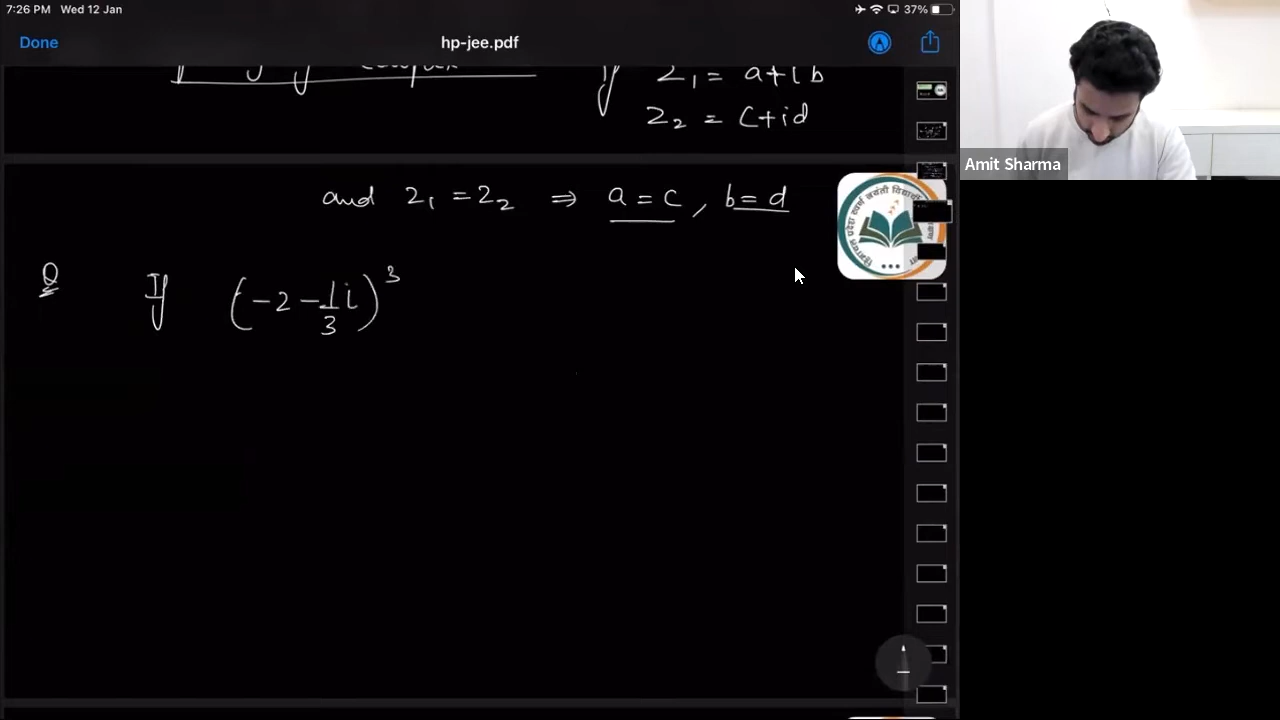 7:26 PM Wed 12 Jan
37%
Done
hp-jee.pdf
If z₁ = a+ib
z₂ = c+id
and z₁ = z₂ ⇒ a = c, b = d
Q If (-2 - 1/3 i)³
Amit Sharma